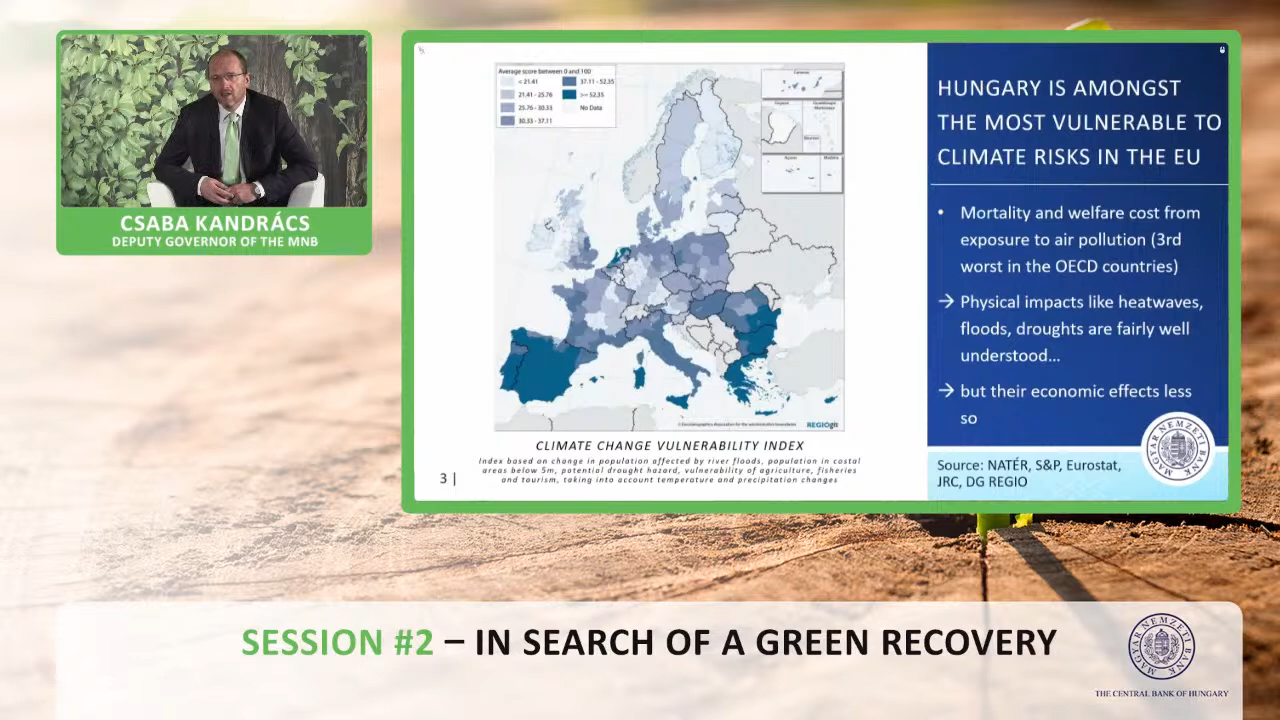 CSABA KANDRÁCS
DEPUTY GOVERNOR OF THE MNB
Average score between 0 and 100
< 21.41
21.41 - 25.76
25.76 - 30.33
30.33 - 37.11
37.11 - 52.35
>= 52.35
No Data
REGIOgis
CLIMATE CHANGE VULNERABILITY INDEX
Index based on change in population affected by river floods, population in costal
areas below 5m, potential drought hazard, vulnerability of agriculture, fisheries
and tourism, taking into account temperature and precipitation changes
3 |
HUNGARY IS AMONGST
THE MOST VULNERABLE TO
CLIMATE RISKS IN THE EU
• Mortality and welfare cost from
exposure to air pollution (3rd
worst in the OECD countries)
→ Physical impacts like heatwaves,
floods, droughts are fairly well
understood...
→ but their economic effects less
so
Source: NATÉR, S&P, Eurostat,
JRC, DG REGIO
MAGYAR NEMZETI BANK
SESSION #2 – IN SEARCH OF A GREEN RECOVERY
MAGYAR NEMZETI BANK
THE CENTRAL BANK OF HUNGARY